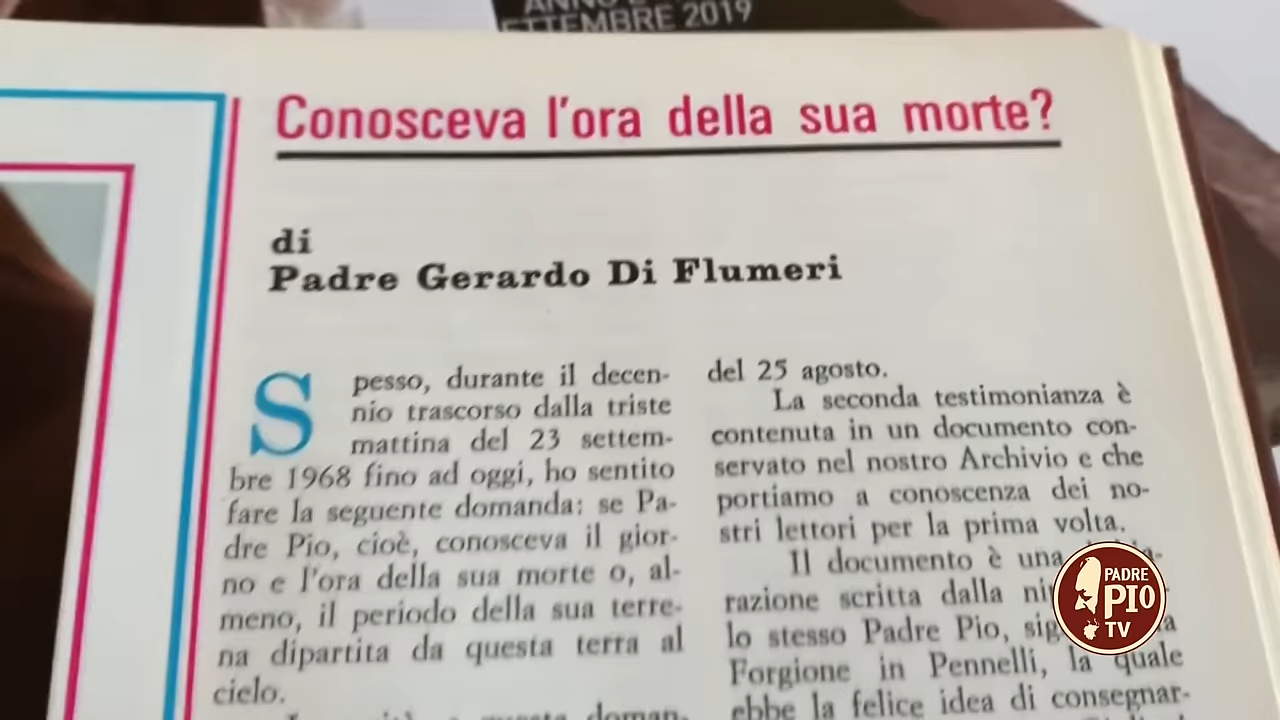 SETTEMBRE 2019
Conosceva l'ora della sua morte?
di
Padre Gerardo Di Flumeri
Spesso, durante il decen-
nio trascorso dalla triste
mattina del 23 settem-
bre 1968 fino ad oggi, ho sentito
fare la seguente domanda: se Pa-
dre Pio, cioè, conosceva il gior-
no e l'ora della sua morte o, al-
meno, il periodo della sua terre-
na dipartita da questa terra al
cielo.
del 25 agosto.
La seconda testimonianza è
contenuta in un documento con-
servato nel nostro Archivio e che
portiamo a conoscenza dei no-
stri lettori per la prima volta.
Il documento è una
razione scritta dalla
lo stesso Padre Pio,
Forgione in Pennelli, la quale
ebbe la felice idea di consegnar-
PADRE
PIO
TV